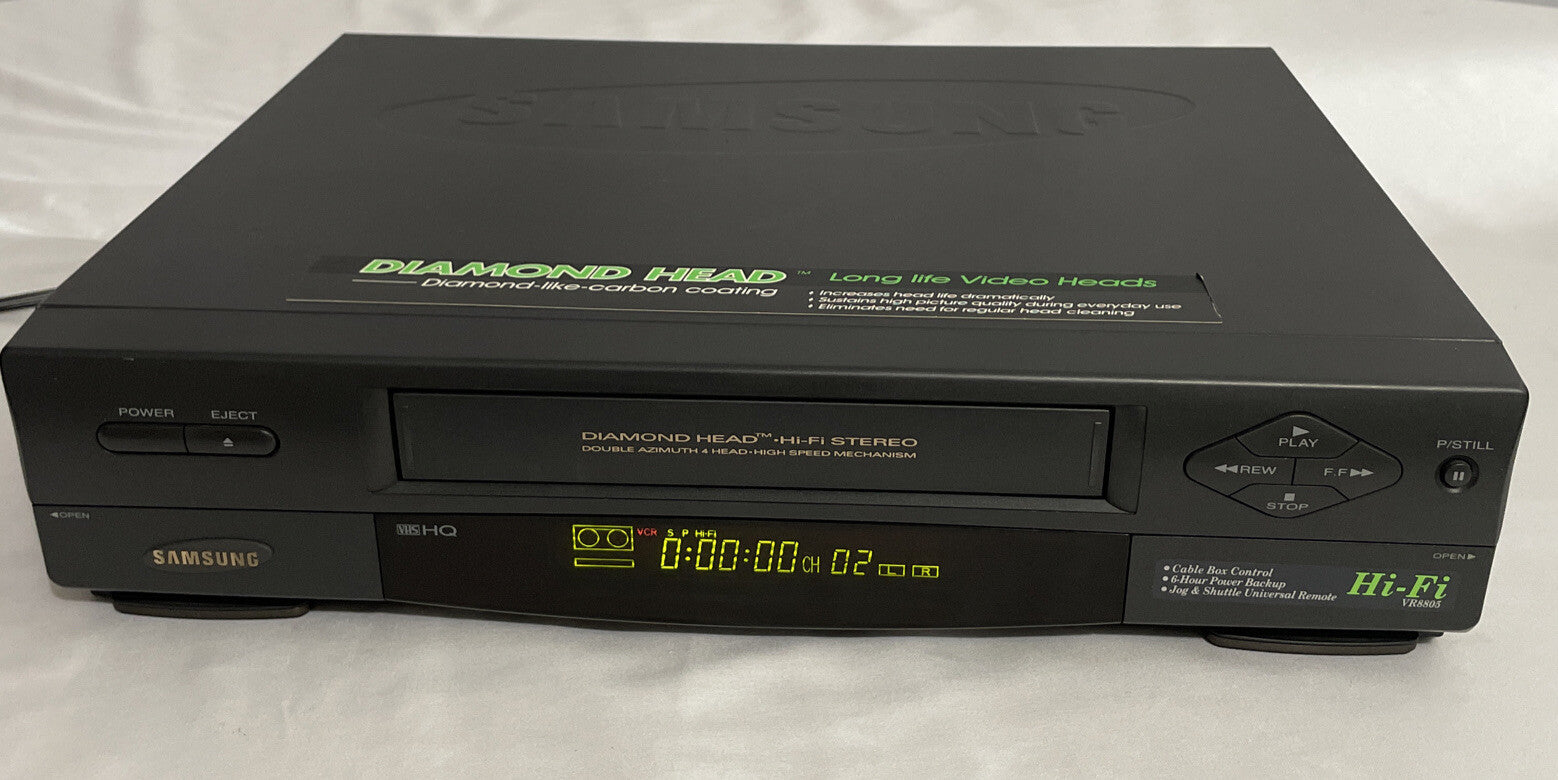 SAMSUNG
DIAMOND HEAD™ Long life Video Heads
Diamond-like-carbon coating
• Increases head life dramatically
• Sustains high picture quality during everyday use
• Eliminates need for regular head cleaning
POWER EJECT
DIAMOND HEAD™•Hi-Fi STEREO
DOUBLE AZIMUTH 4 HEAD•HIGH SPEED MECHANISM
PLAY
REW F.F
STOP
P/STILL
◀OPEN
SAMSUNG
VHS HQ
VCR S P Hi-Fi
0:00:00 CH 02 L R
OPEN▶
• Cable Box Control
• 6-Hour Power Backup
• Jog & Shuttle Universal Remote
Hi-Fi
VR8805